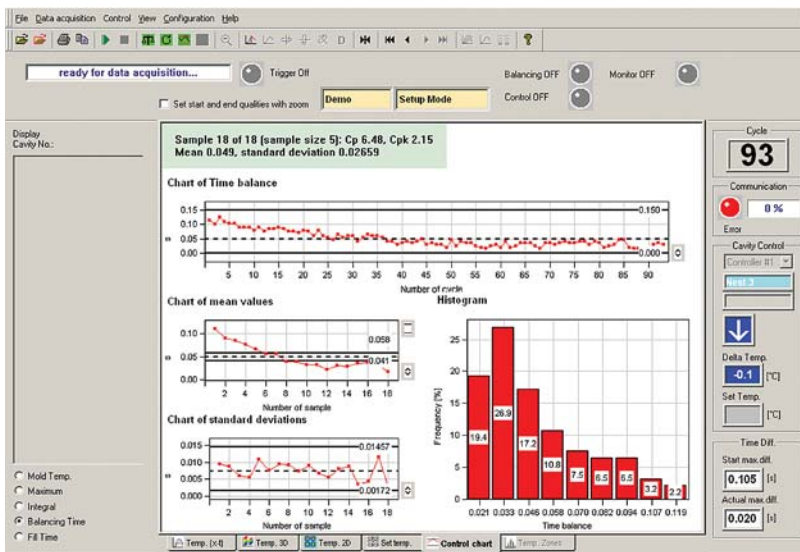 File Data acquisition Control View Configuration Help
D ?
ready for data acquisition...
Trigger Off
Balancing OFF
Monitor OFF
Set start and end qualities with zoom
Demo
Setup Mode
Control OFF
Display
Cavity No.:
Sample 18 of 18 (sample size 5): Cp 6.48, Cpk 2.15
Mean 0.049, standard deviation 0.02659
Chart of Time balance
0.15
0.10
0.05
0.00
s
0.150
0.000
5 10 15 20 25 30 35 40 45 50 55 60 65 70 75 80 85 90
Number of cycle
Chart of mean values
0.10
0.05
0.00
s
0.058
0.041
2 4 6 8 10 12 14 16 18
Number of sample
Chart of standard deviations
0.015
0.010
0.005
0.000
s
0.01457
0.00172
2 4 6 8 10 12 14 16 18
Number of sample
Histogram
Frequency [%]
25
20
15
10
5
0
19.4 26.9 17.2 10.8 7.5 6.5 6.5 3.2 2.2
0.021 0.033 0.046 0.058 0.070 0.082 0.094 0.107 0.119
Time balance
Cycle
93
Communication
0 %
Error
Cavity Control
Controller #1
Nest 3
Delta Temp.
-0.1 [°C]
Set Temp.
[°C]
Time Diff.
Start max.diff.
0.105 [s]
Actual max.diff.
0.020 [s]
Mold Temp.
Maximum
Integral
Balancing Time
Fill Time
Temp. (x-t) Temp. 3D Temp. 2D Set temp. Control chart Temp. Zones